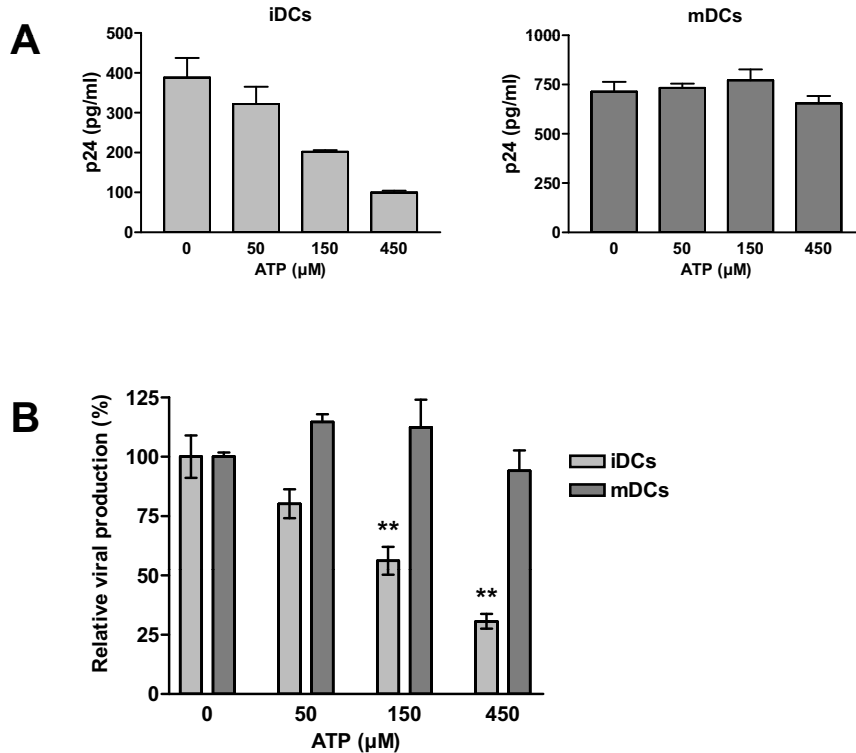 A
iDCs
p24 (pg/ml)
500
400
300
200
100
0
0 50 150 450
ATP (µM)
mDCs
p24 (pg/ml)
1000
750
500
250
0
0 50 150 450
ATP (µM)
B
Relative viral production (%)
125
100
75
50
25
0
** **
0 50 150 450
ATP (µM)
iDCs
mDCs